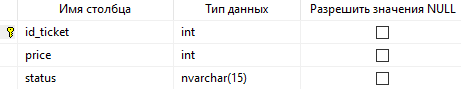 Имя столбца Тип данных Разрешить значения NULL
id_ticket int
price int
status nvarchar(15)